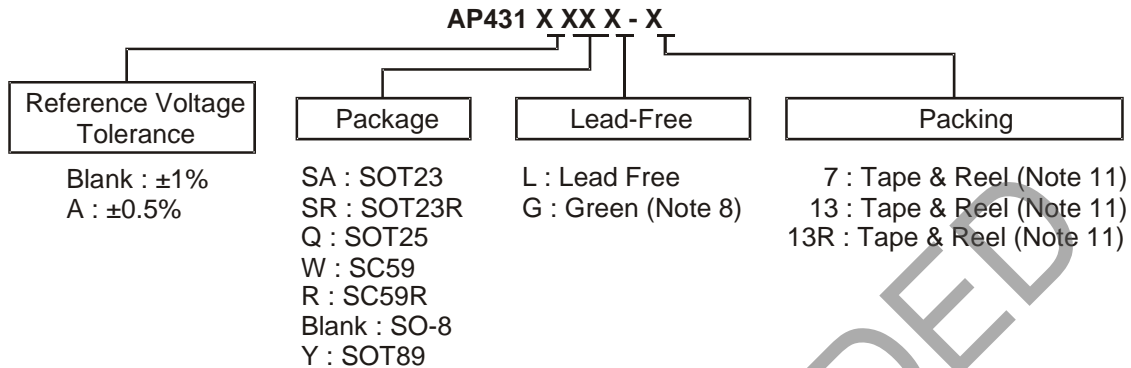 AP431 X XX X - X
Reference Voltage
Tolerance
Blank : ±1%
A : ±0.5%
Package
SA : SOT23
SR : SOT23R
Q : SOT25
W : SC59
R : SC59R
Blank : SO-8
Y : SOT89
Lead-Free
L : Lead Free
G : Green (Note 8)
Packing
7 : Tape & Reel (Note 11)
13 : Tape & Reel (Note 11)
13R : Tape & Reel (Note 11)
DED